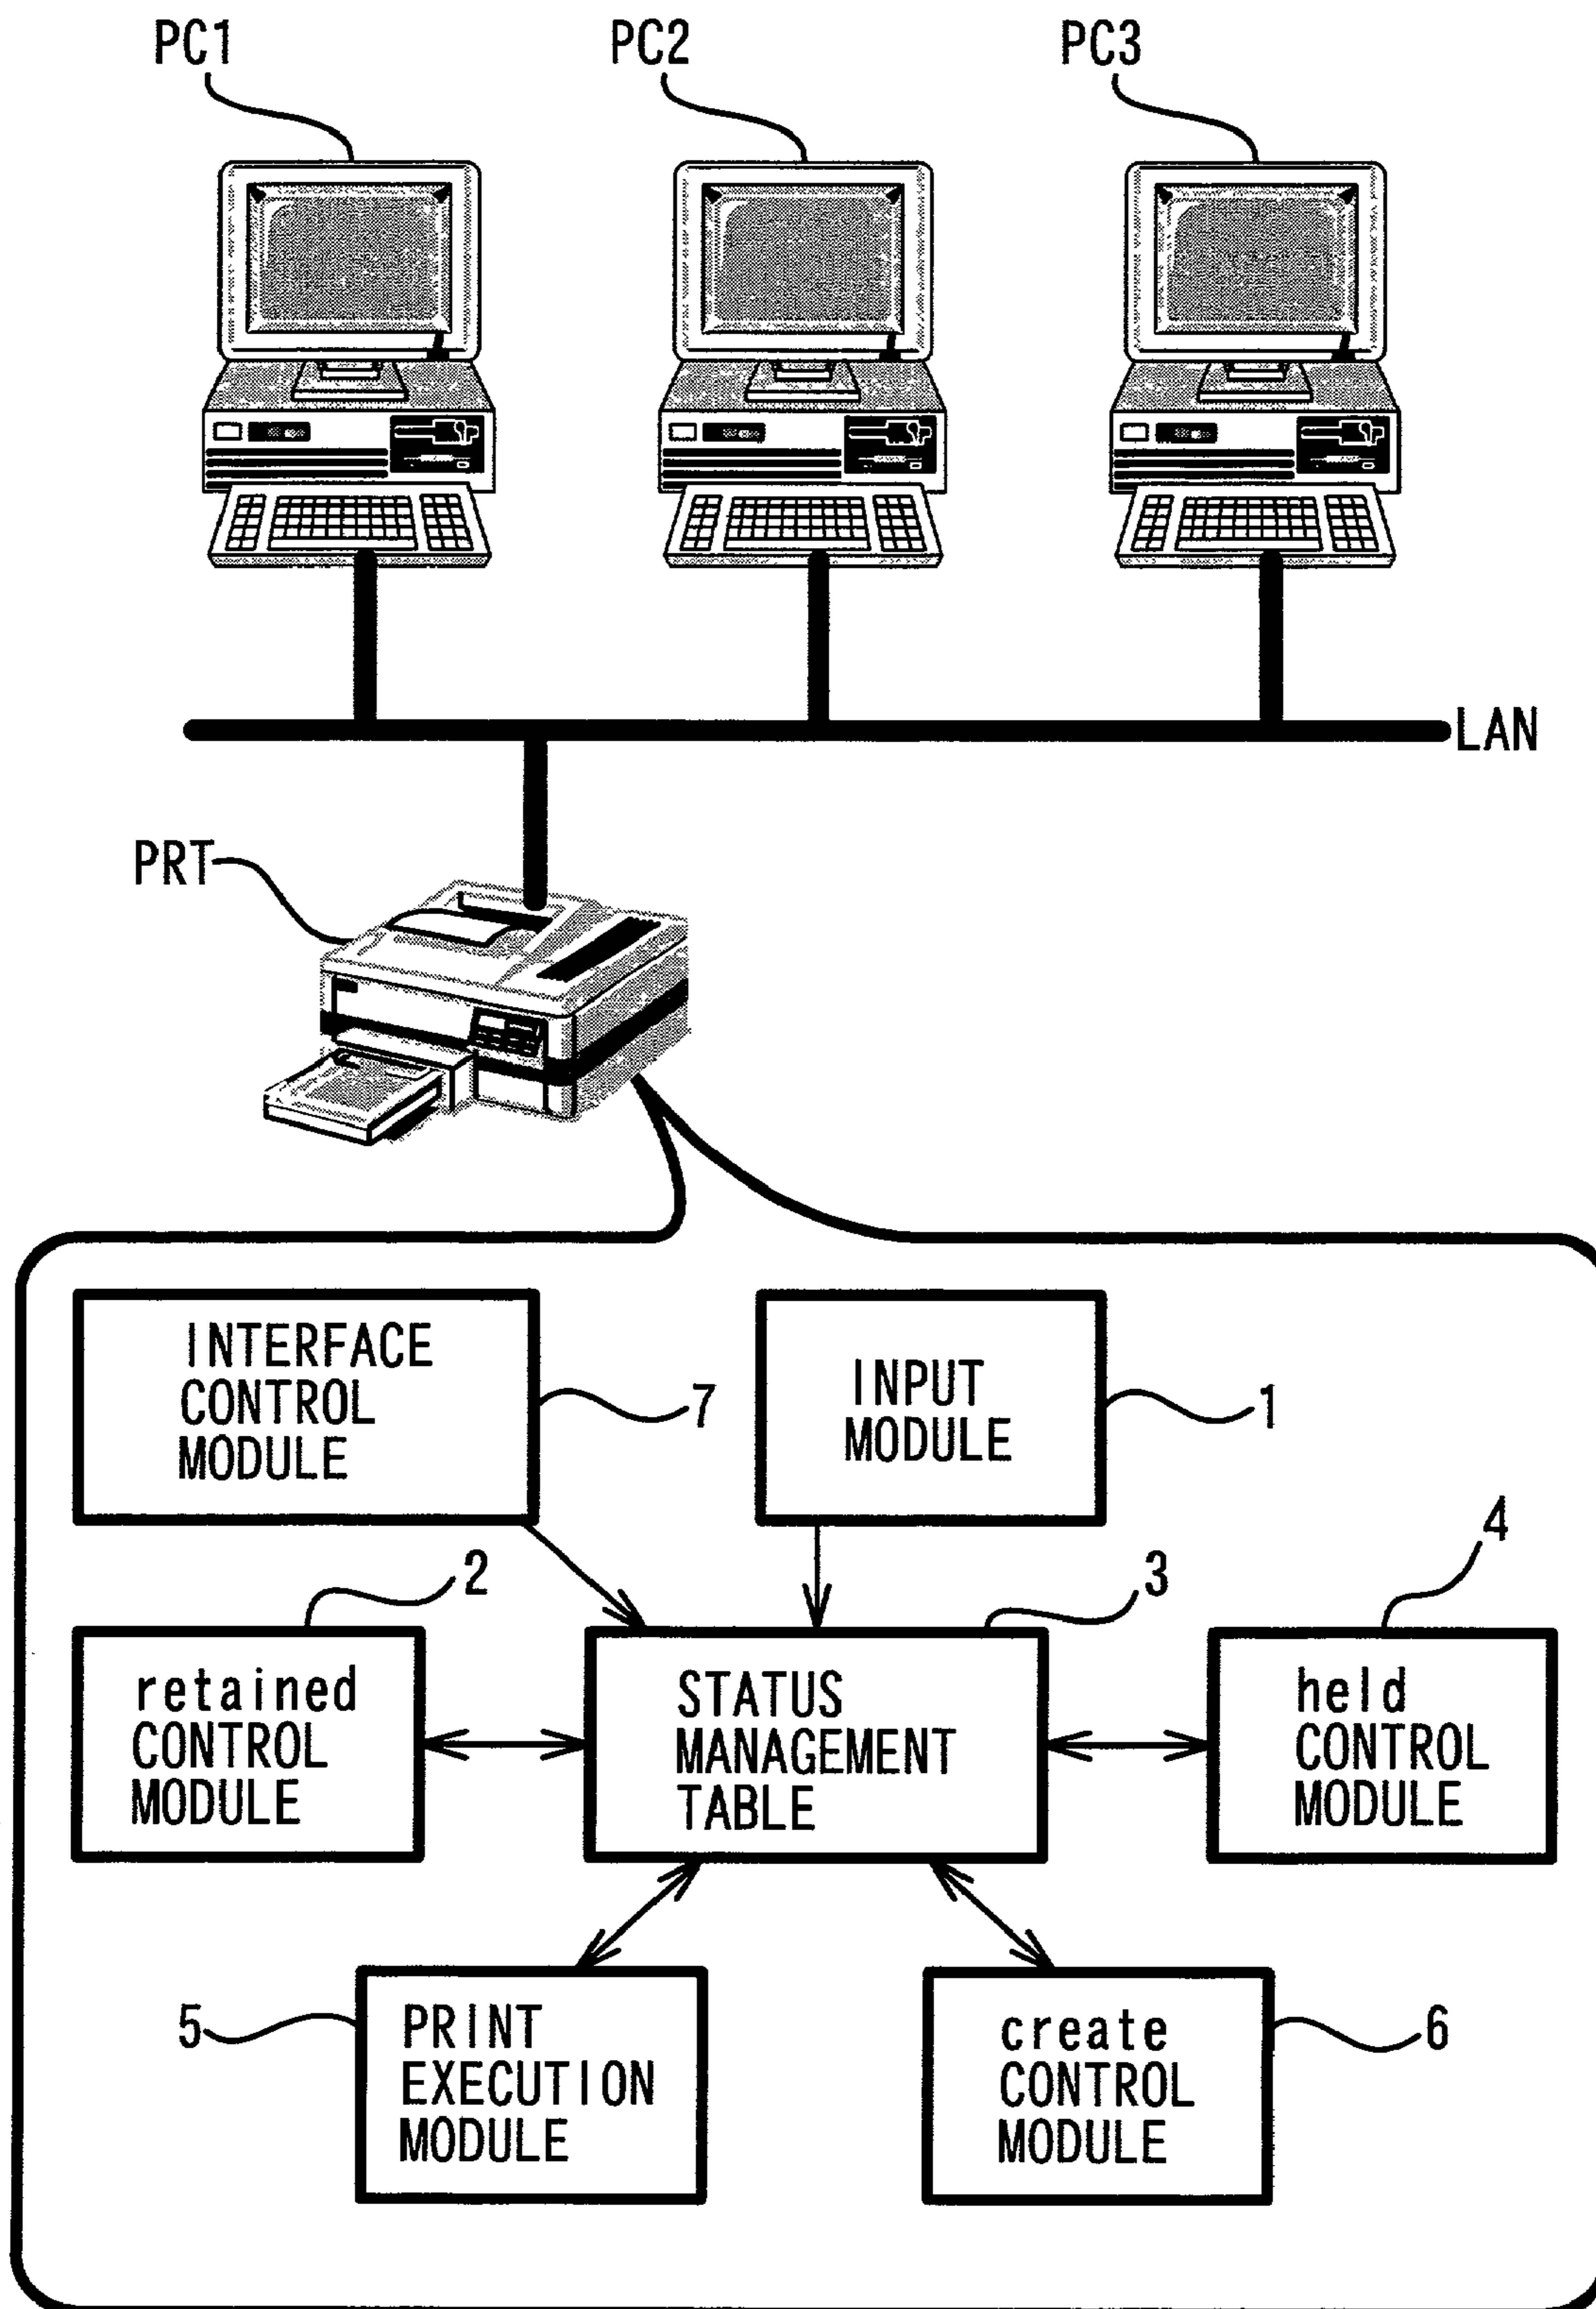 PC1
PC2
PC3
LAN
PRT
INTERFACE
CONTROL
MODULE
7
INPUT
MODULE
1
2
3
4
retained
CONTROL
MODULE
STATUS
MANAGEMENT
TABLE
held
CONTROL
MODULE
5
PRINT
EXECUTION
MODULE
create
CONTROL
MODULE
6